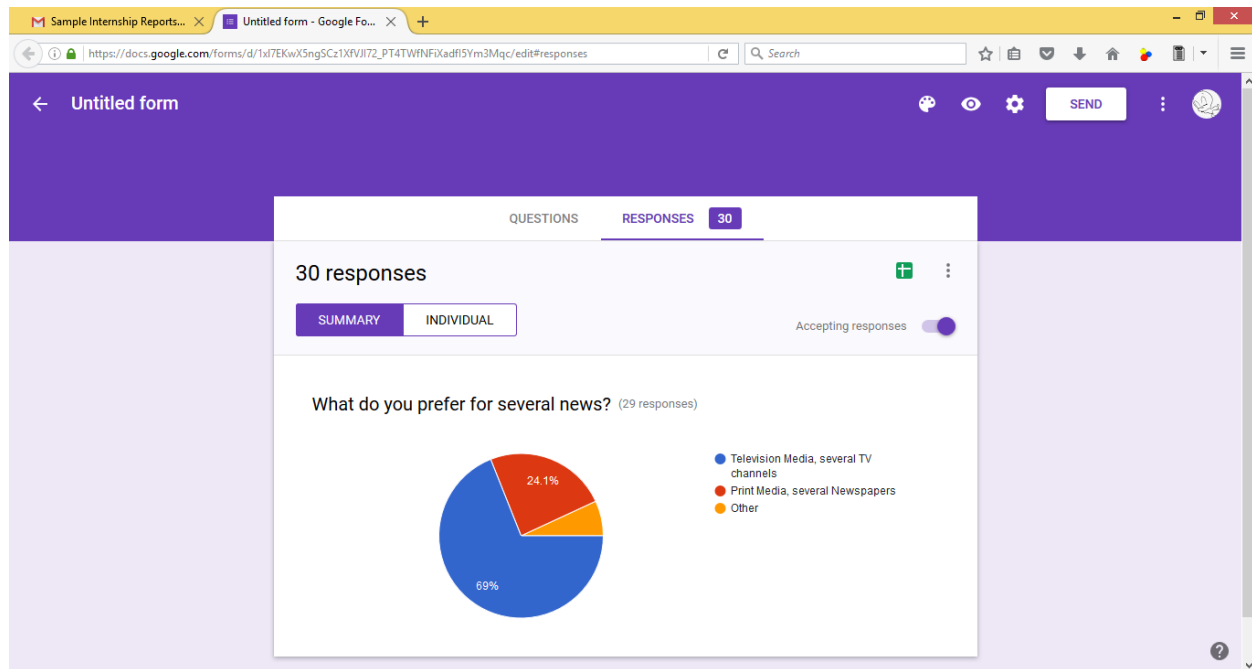 Sample Internship Reports...
Untitled form - Google Fo...
https://docs.google.com/forms/d/1xl7EKwX5ngSCz1XfVJI72_PT4TWfNFiXadfI5Ym3Mqc/edit#responses
Search
Untitled form
SEND
QUESTIONS
RESPONSES 30
30 responses
SUMMARY
INDIVIDUAL
Accepting responses
What do you prefer for several news? (29 responses)
24.1%
69%
Television Media, several TV
channels
Print Media, several Newspapers
Other